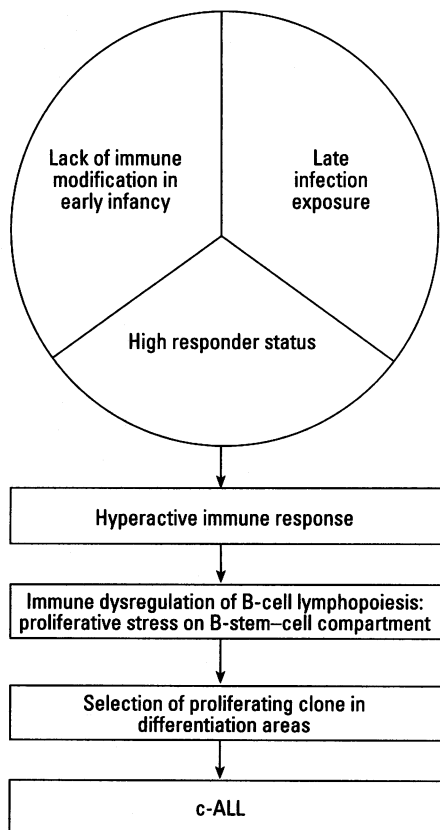 Lack of immune
modification in
early infancy
Late
infection
exposure
High responder status
Hyperactive immune response
Immune dysregulation of B-cell lymphopoiesis:
proliferative stress on B-stem–cell compartment
Selection of proliferating clone in
differentiation areas
c-ALL